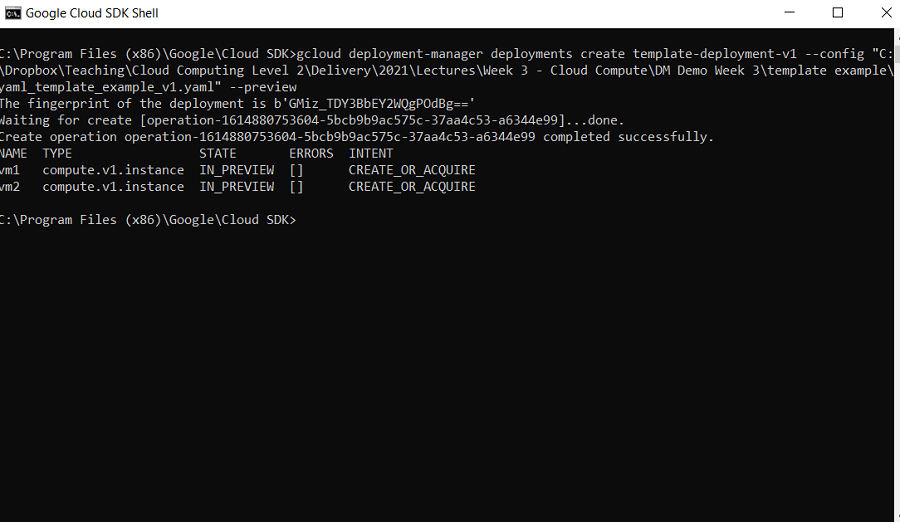 Google Cloud SDK Shell
C:\Program Files (x86)\Google\Cloud SDK>gcloud deployment-manager deployments create template-deployment-v1 --config "C:
\Dropbox\Teaching\Cloud Computing Level 2\Delivery\2021\Lectures\Week 3 - Cloud Compute\DM Demo Week 3\template example\
yaml_template_example_v1.yaml" --preview
The fingerprint of the deployment is b'GMiz_TDY3BbEY2WQgPOdBg=='
Waiting for create [operation-1614880753604-5bcb9b9ac575c-37aa4c53-a6344e99]...done.
Create operation operation-1614880753604-5bcb9b9ac575c-37aa4c53-a6344e99 completed successfully.
NAME TYPE STATE ERRORS INTENT
vm1 compute.v1.instance IN_PREVIEW [] CREATE_OR_ACQUIRE
vm2 compute.v1.instance IN_PREVIEW [] CREATE_OR_ACQUIRE
C:\Program Files (x86)\Google\Cloud SDK>